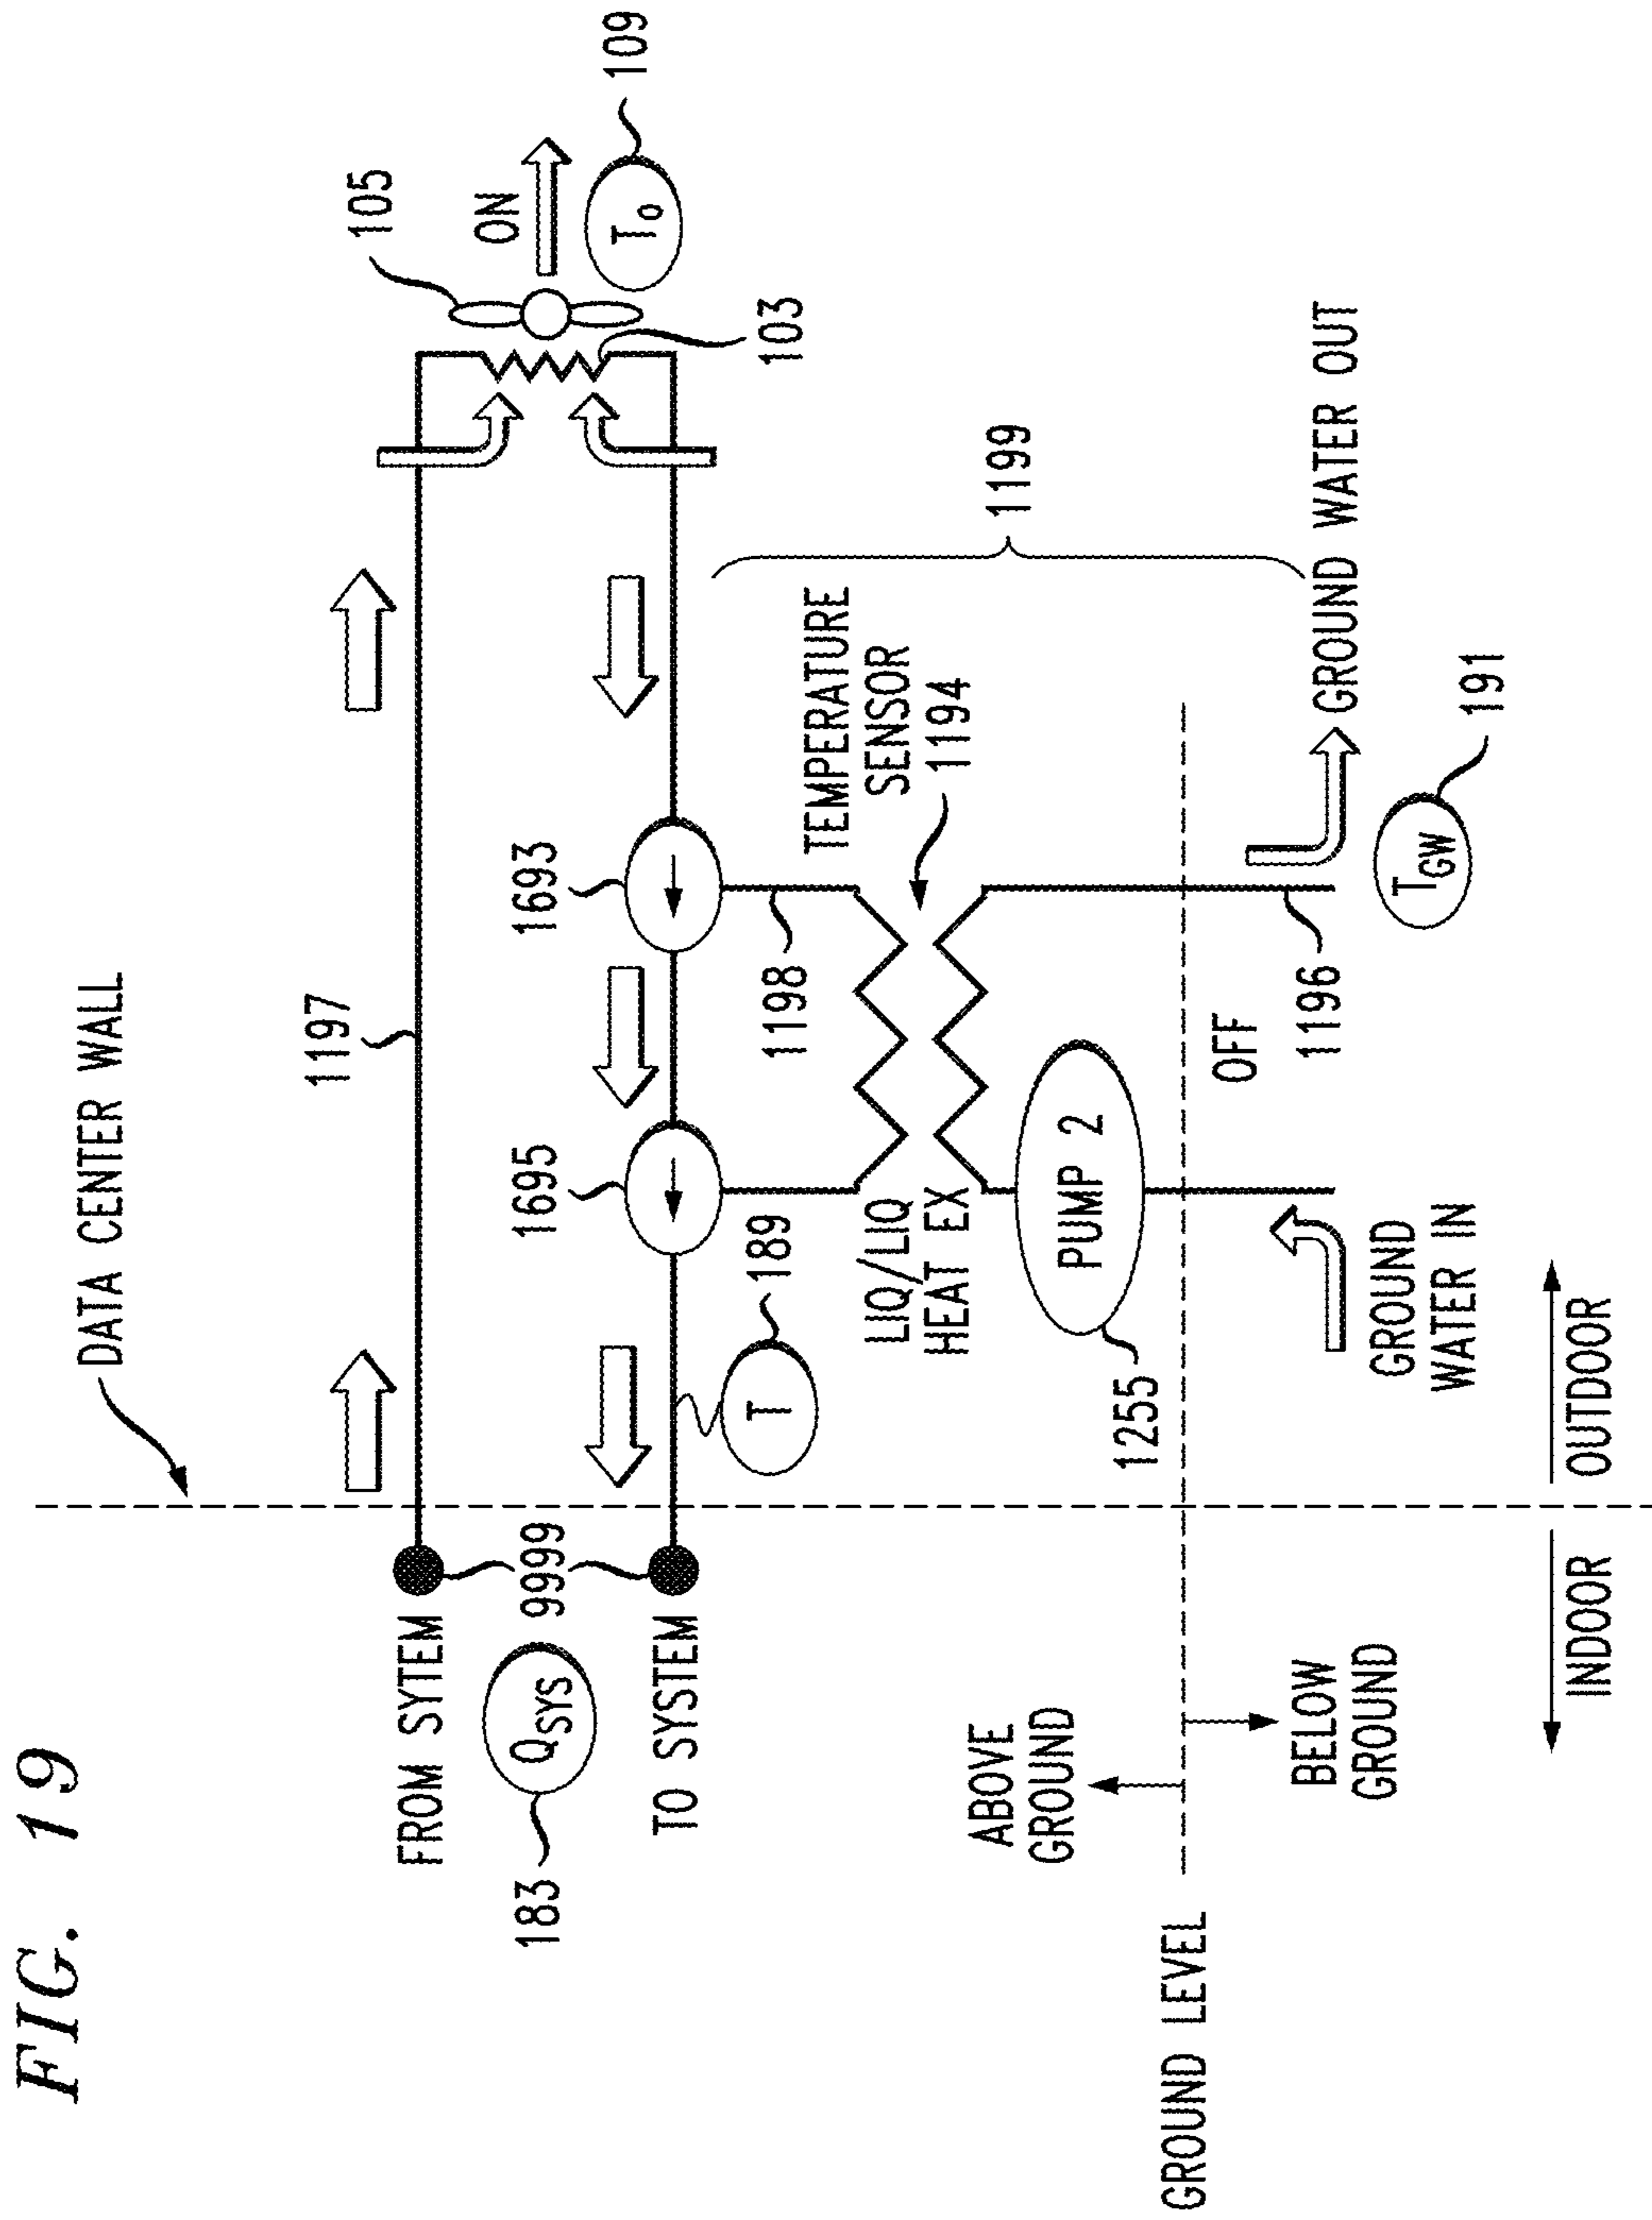 FIG. 19
DATA CENTER WALL
1197
105
ON
109
T0
103
FROM SYTEM
183
QSYS
9999
TO SYSTEM
1695
1693
189
T
1198
TEMPERATURE
SENSOR
1194
1199
LIQ/LIQ
HEAT EX
PUMP 2
1255
ABOVE
GROUND
GROUND LEVEL
BELOW
GROUND
OFF
1196
GROUND
WATER IN
GROUND WATER OUT
TGW
191
INDOOR
OUTDOOR